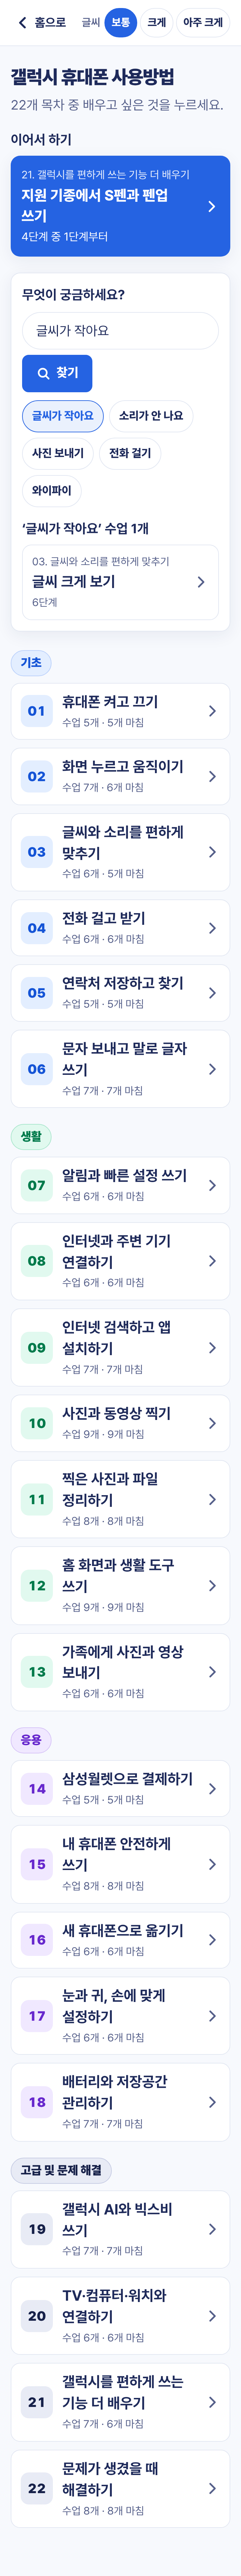 홈으로 글씨 보통 크게 아주 크게
갤럭시 휴대폰 사용방법
22개 목차 중 배우고 싶은 것을 누르세요.
이어서 하기
21. 갤럭시를 편하게 쓰는 기능 더 배우기
지원 기종에서 S펜과 펜업
쓰기
4단계 중 1단계부터
무엇이 궁금하세요?
글씨가 작아요
찾기
글씨가 작아요 소리가 안 나요
사진 보내기 전화 걸기
와이파이
‘글씨가 작아요’ 수업 1개
03. 글씨와 소리를 편하게 맞추기
글씨 크게 보기
6단계
기초
01 휴대폰 켜고 끄기
수업 5개 · 5개 마침
02 화면 누르고 움직이기
수업 7개 · 6개 마침
03 글씨와 소리를 편하게
맞추기
수업 6개 · 5개 마침
04 전화 걸고 받기
수업 6개 · 6개 마침
05 연락처 저장하고 찾기
수업 5개 · 5개 마침
06 문자 보내고 말로 글자
쓰기
수업 7개 · 7개 마침
생활
07 알림과 빠른 설정 쓰기
수업 6개 · 6개 마침
08 인터넷과 주변 기기
연결하기
수업 6개 · 6개 마침
09 인터넷 검색하고 앱
설치하기
수업 7개 · 7개 마침
10 사진과 동영상 찍기
수업 9개 · 9개 마침
11 찍은 사진과 파일
정리하기
수업 8개 · 8개 마침
12 홈 화면과 생활 도구
쓰기
수업 9개 · 9개 마침
13 가족에게 사진과 영상
보내기
수업 6개 · 6개 마침
응용
14 삼성월렛으로 결제하기
수업 5개 · 5개 마침
15 내 휴대폰 안전하게
쓰기
수업 8개 · 8개 마침
16 새 휴대폰으로 옮기기
수업 6개 · 6개 마침
17 눈과 귀, 손에 맞게
설정하기
수업 6개 · 6개 마침
18 배터리와 저장공간
관리하기
수업 7개 · 7개 마침
고급 및 문제 해결
19 갤럭시 AI와 빅스비
쓰기
수업 7개 · 7개 마침
20 TV·컴퓨터·워치와
연결하기
수업 6개 · 6개 마침
21 갤럭시를 편하게 쓰는
기능 더 배우기
수업 7개 · 6개 마침
22 문제가 생겼을 때
해결하기
수업 8개 · 8개 마침